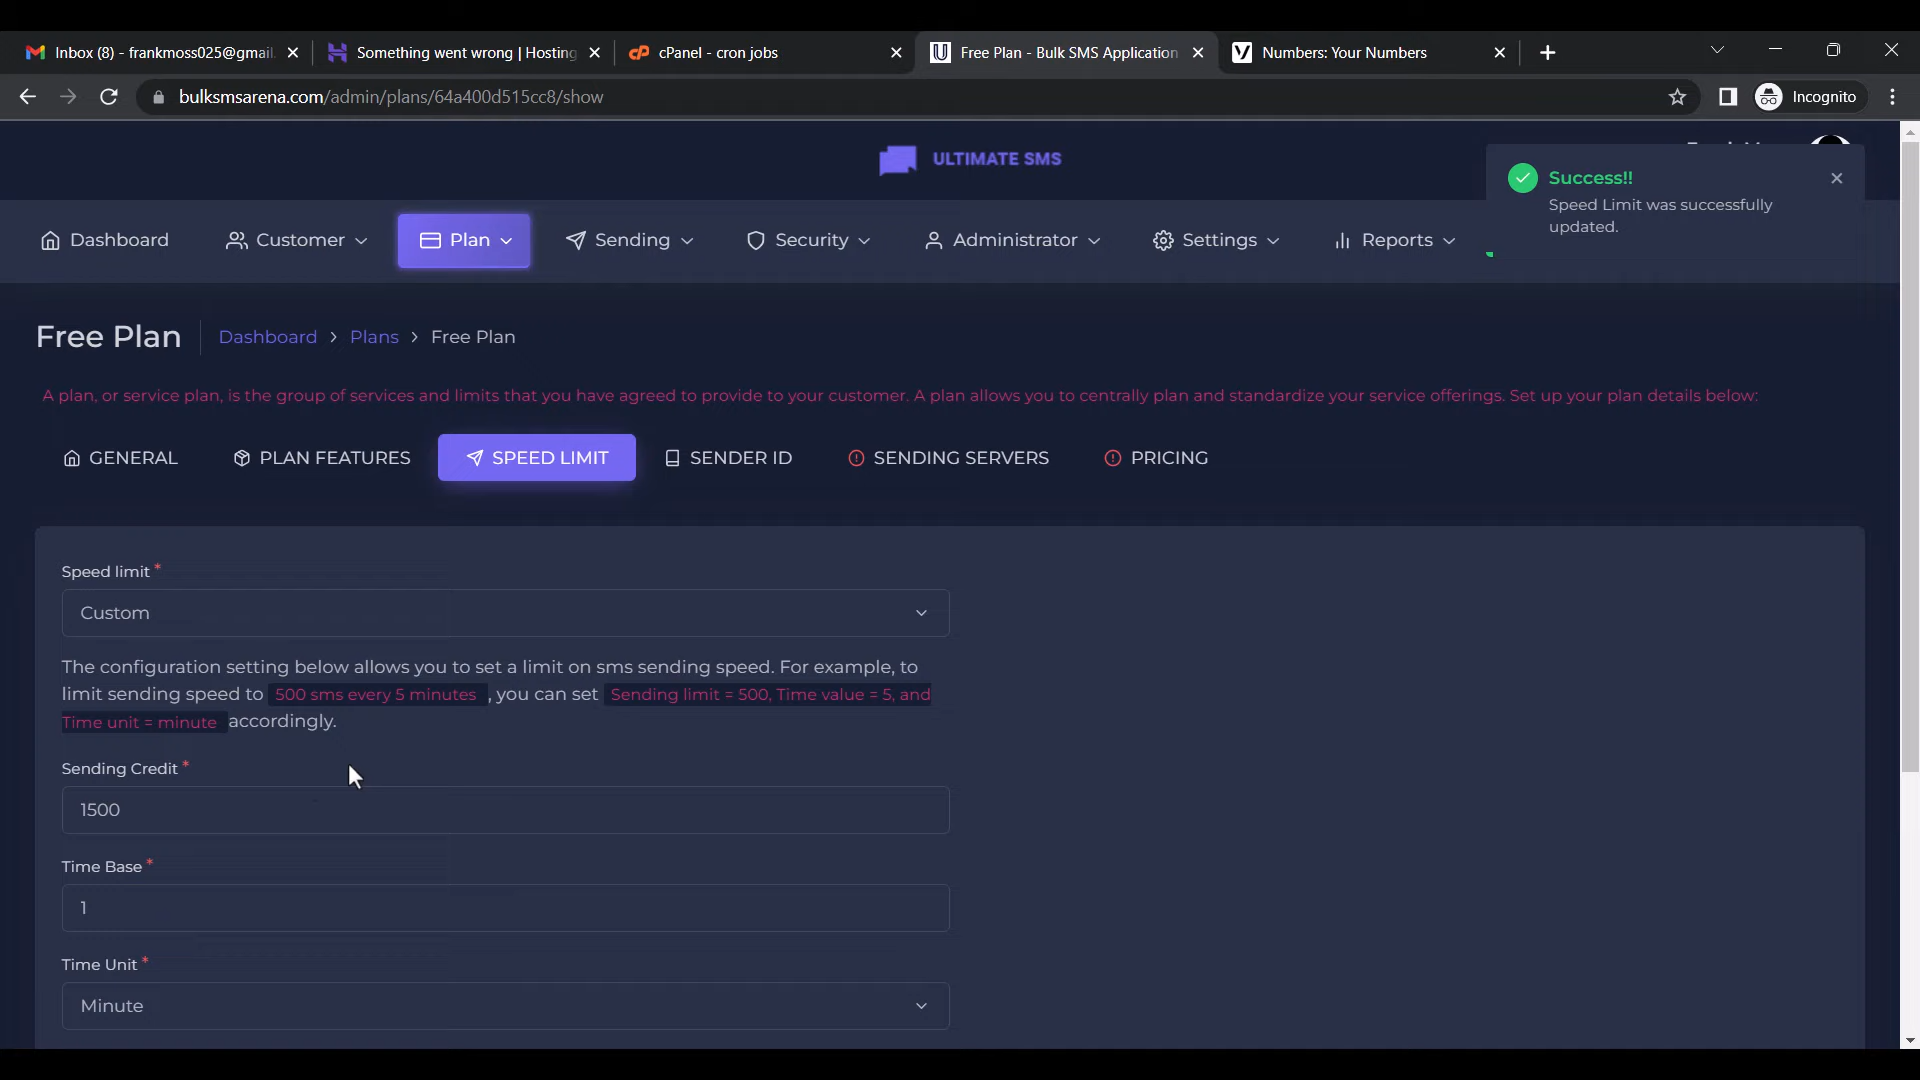 Inbox (8) - frankmoss025@gmail.
Something went wrong | Hosting
cPanel - cron jobs
Free Plan - Bulk SMS Application
Numbers: Your Numbers
bulksmsarena.com/admin/plans/64a400d515cc8/show
Incognito
ULTIMATE SMS
Success!!
Speed Limit was successfully
updated.
Dashboard
Customer
Plan
Sending
Security
Administrator
Settings
Reports
Free Plan
Dashboard > Plans > Free Plan
A plan, or service plan, is the group of services and limits that you have agreed to provide to your customer. A plan allows you to centrally plan and standardize your service offerings. Set up your plan details below:
GENERAL
PLAN FEATURES
SPEED LIMIT
SENDER ID
SENDING SERVERS
PRICING
Speed limit *
Custom
The configuration setting below allows you to set a limit on sms sending speed. For example, to
limit sending speed to 500 sms every 5 minutes , you can set Sending limit = 500, Time value = 5, and
Time unit = minute accordingly.
Sending Credit *
1500
Time Base *
1
Time Unit *
Minute